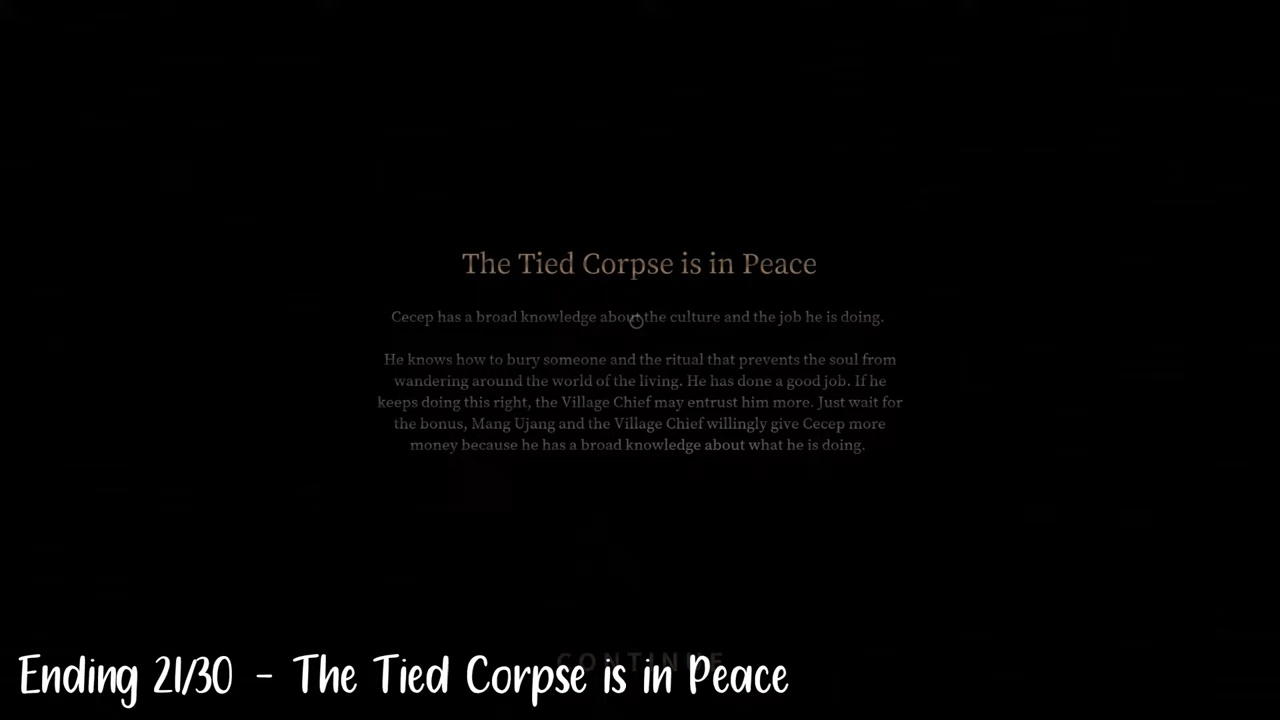 The Tied Corpse is in Peace
Cecep has a broad knowledge about the culture and the job he is doing.
He knows how to bury someone and the ritual that prevents the soul from
wandering around the world of the living. He has done a good job. If he
keeps doing this right, the Village Chief may entrust him more. Just wait for
the bonus, Mang Ujang and the Village Chief willingly give Cecep more
money because he has a broad knowledge about what he is doing.
CONTINUE
Ending 21/30 - The Tied Corpse is in Peace